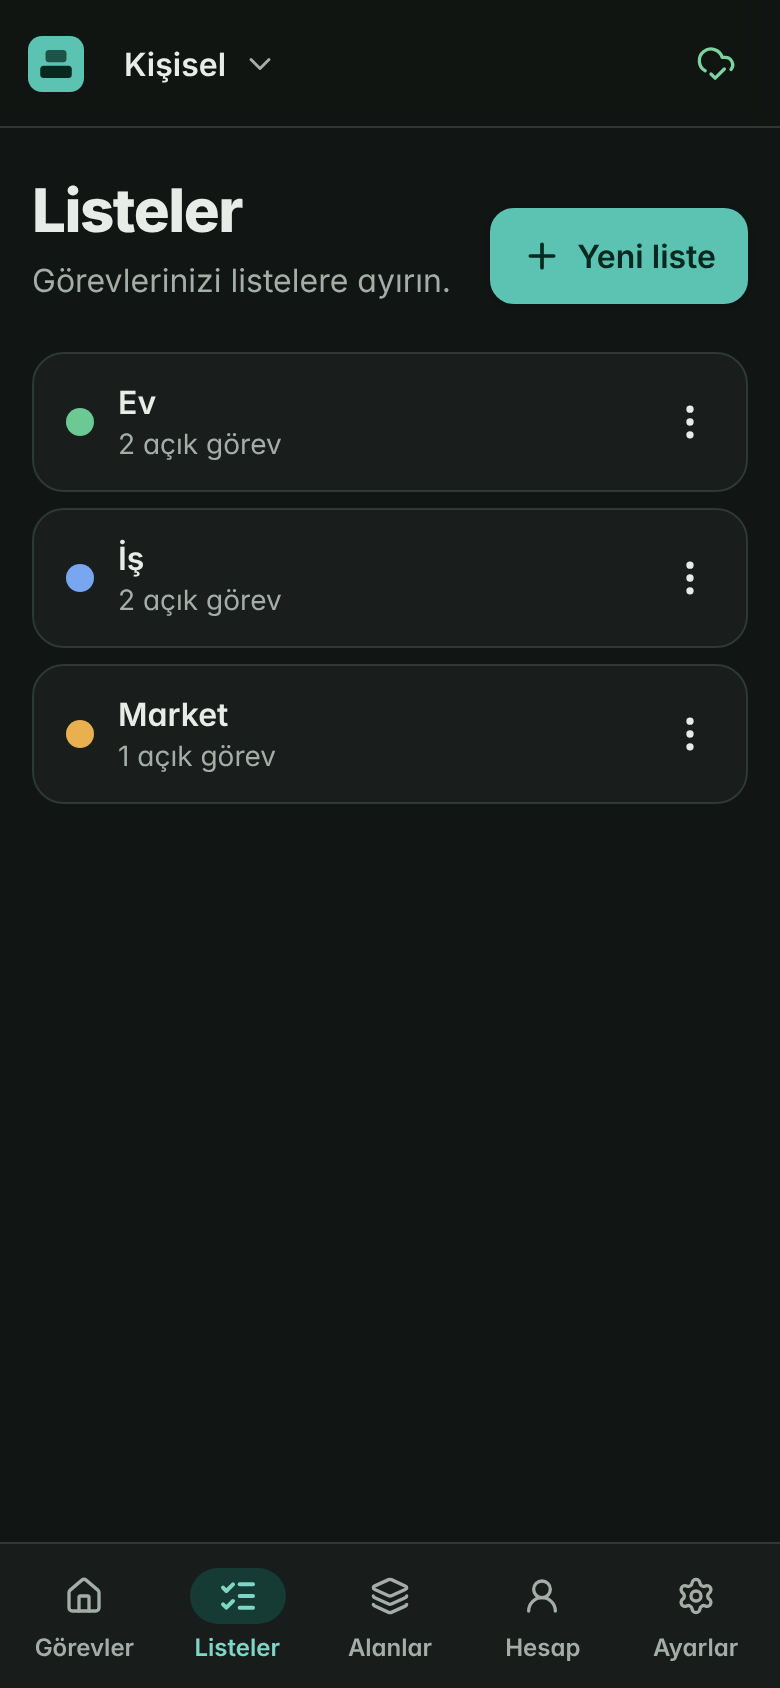 Kişisel
Listeler
Görevlerinizi listelere ayırın.
Yeni liste
Ev
2 açık görev
İş
2 açık görev
Market
1 açık görev
Görevler
Listeler
Alanlar
Hesap
Ayarlar